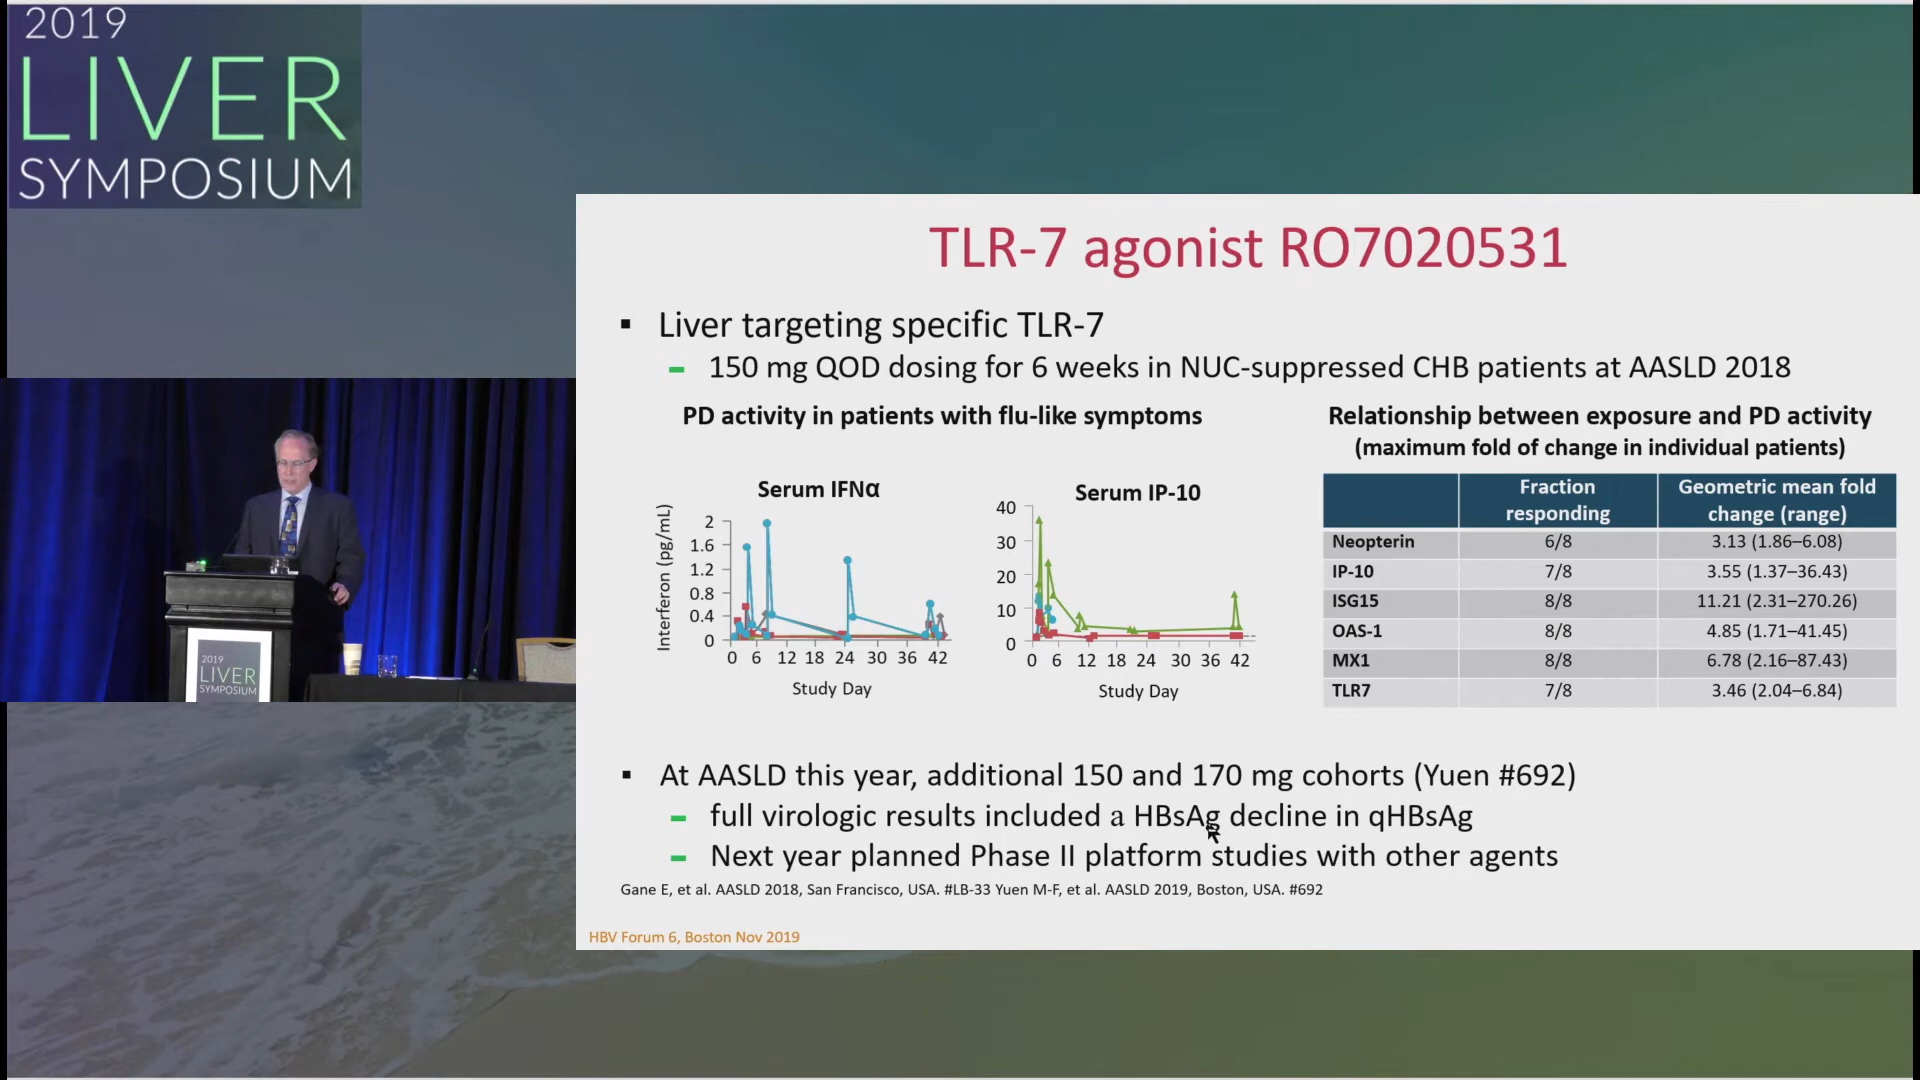 2019
LIVER
SYMPOSIUM
TLR-7 agonist RO7020531
▪ Liver targeting specific TLR-7
– 150 mg QOD dosing for 6 weeks in NUC-suppressed CHB patients at AASLD 2018
PD activity in patients with flu-like symptoms
Serum IFNα
Interferon (pg/mL)
2
1.6
1.2
0.8
0.4
0
0 6 12 18 24 30 36 42
Study Day
Serum IP-10
40
30
20
10
0
0 6 12 18 24 30 36 42
Study Day
Relationship between exposure and PD activity
(maximum fold of change in individual patients)
Fraction responding Geometric mean fold change (range)
Neopterin 6/8 3.13 (1.86–6.08)
IP-10 7/8 3.55 (1.37–36.43)
ISG15 8/8 11.21 (2.31–270.26)
OAS-1 8/8 4.85 (1.71–41.45)
MX1 8/8 6.78 (2.16–87.43)
TLR7 7/8 3.46 (2.04–6.84)
▪ At AASLD this year, additional 150 and 170 mg cohorts (Yuen #692)
– full virologic results included a HBsAg decline in qHBsAg
– Next year planned Phase II platform studies with other agents
Gane E, et al. AASLD 2018, San Francisco, USA. #LB-33 Yuen M-F, et al. AASLD 2019, Boston, USA. #692
HBV Forum 6, Boston Nov 2019
2019
LIVER
SYMPOSIUM